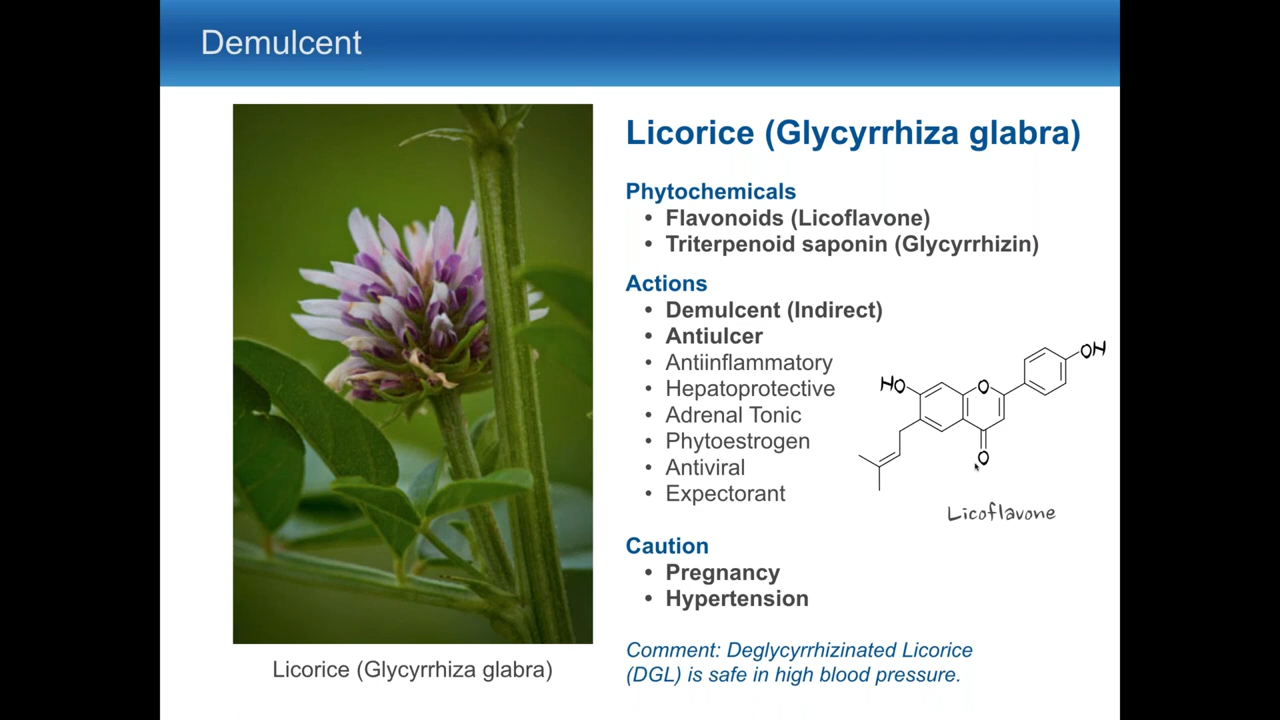 Demulcent
Licorice (Glycyrrhiza glabra)
Phytochemicals
• Flavonoids (Licoflavone)
• Triterpenoid saponin (Glycyrrhizin)
Actions
• Demulcent (Indirect)
• Antiulcer
• Antiinflammatory
• Hepatoprotective
• Adrenal Tonic
• Phytoestrogen
• Antiviral
• Expectorant
HO
O
OH
O
Licoflavone
Caution
• Pregnancy
• Hypertension
Comment: Deglycyrrhizinated Licorice
(DGL) is safe in high blood pressure.
Licorice (Glycyrrhiza glabra)